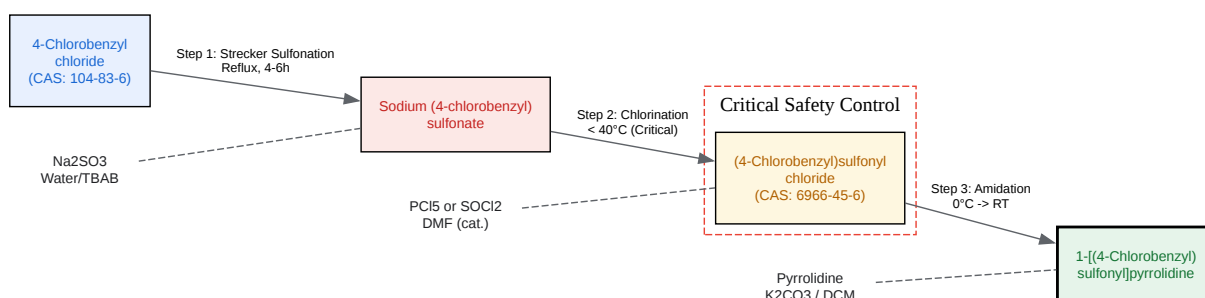 4-Chlorobenzyl
chloride
(CAS: 104-83-6)
Step 1: Strecker Sulfonation
Reflux, 4-6h
Na2SO3
Water/TBAB
Sodium (4-chlorobenzyl)
sulfonate
Step 2: Chlorination
< 40°C (Critical)
PCl5 or SOCl2
DMF (cat.)
Critical Safety Control
(4-Chlorobenzyl)sulfonyl
chloride
(CAS: 6966-45-6)
Step 3: Amidation
0°C -> RT
Pyrrolidine
K2CO3 / DCM
1-[(4-Chlorobenzyl)
sulfonyl]pyrrolidine